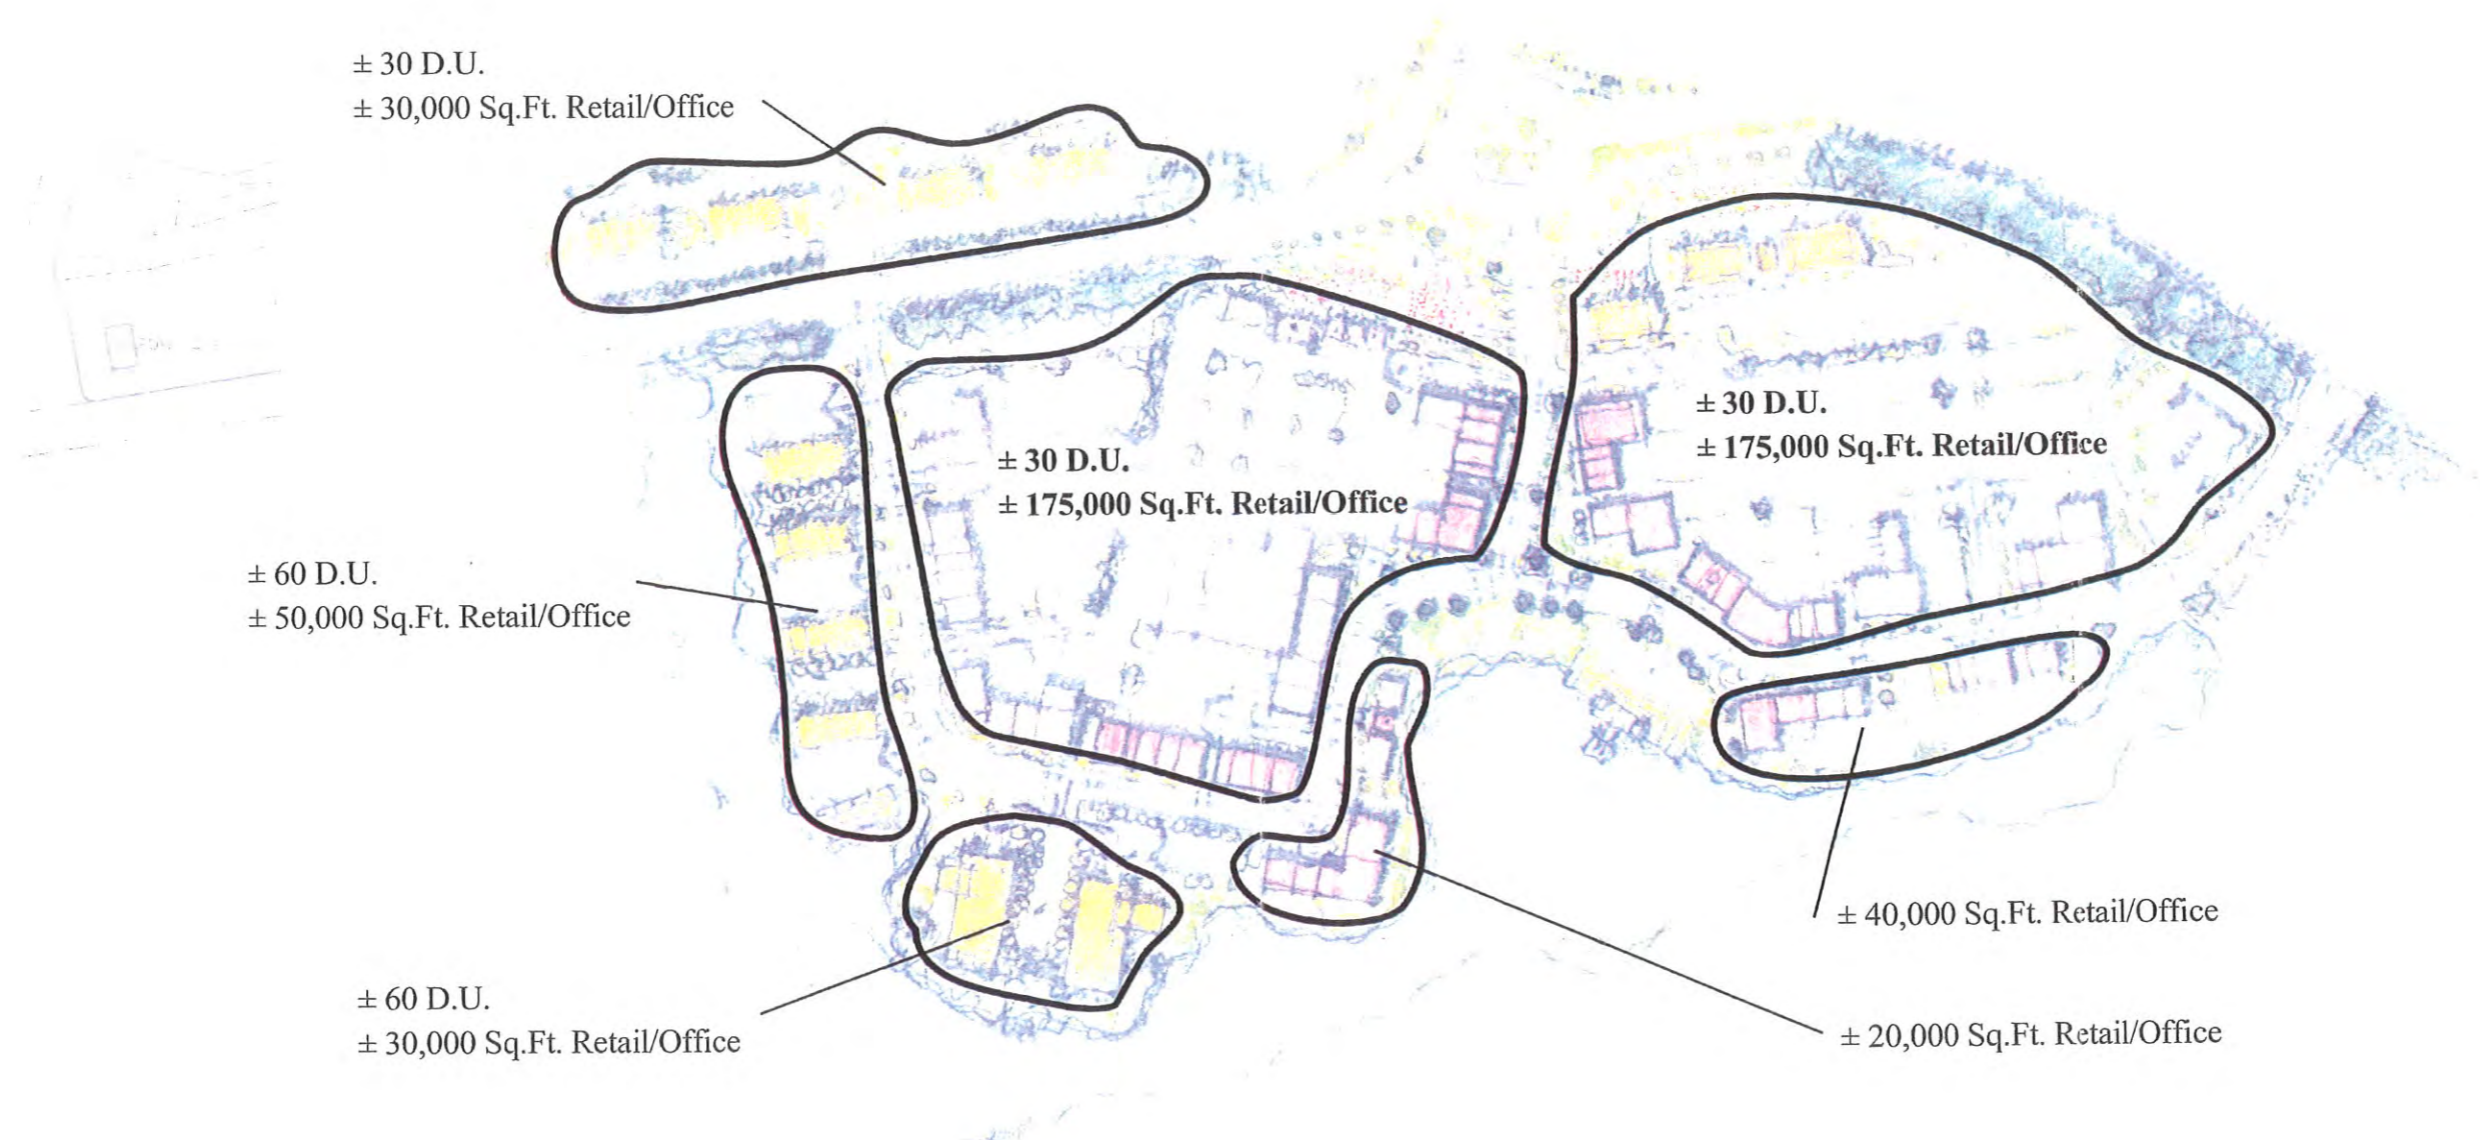 ± 30 D.U.
± 30,000 Sq.Ft. Retail/Office
± 30 D.U.
± 175,000 Sq.Ft. Retail/Office
± 30 D.U.
± 175,000 Sq.Ft. Retail/Office
± 60 D.U.
± 50,000 Sq.Ft. Retail/Office
± 40,000 Sq.Ft. Retail/Office
± 60 D.U.
± 30,000 Sq.Ft. Retail/Office
± 20,000 Sq.Ft. Retail/Office